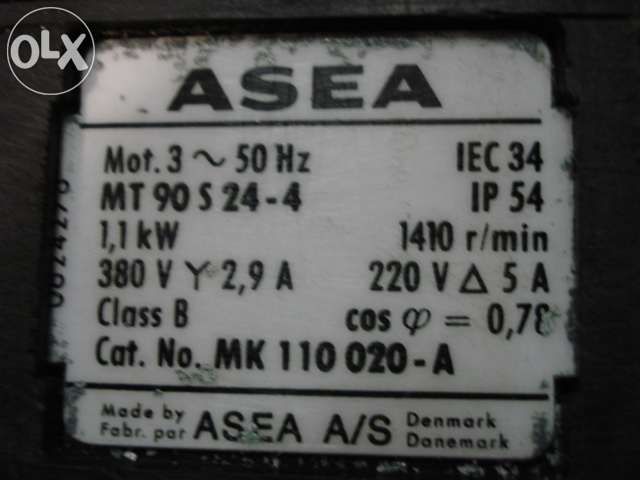 OLX
ASEA
Mot. 3 ~ 50 Hz IEC 34
MT 90 S 24-4 IP 54
1,1 kW 1410 r/min
380 V Y 2,9 A 220 V Δ 5 A
Class B cos φ = 0,78
Cat. No. MK 110 020-A
Made by
Fabr. par
ASEA A/S
Denmark
Danemark